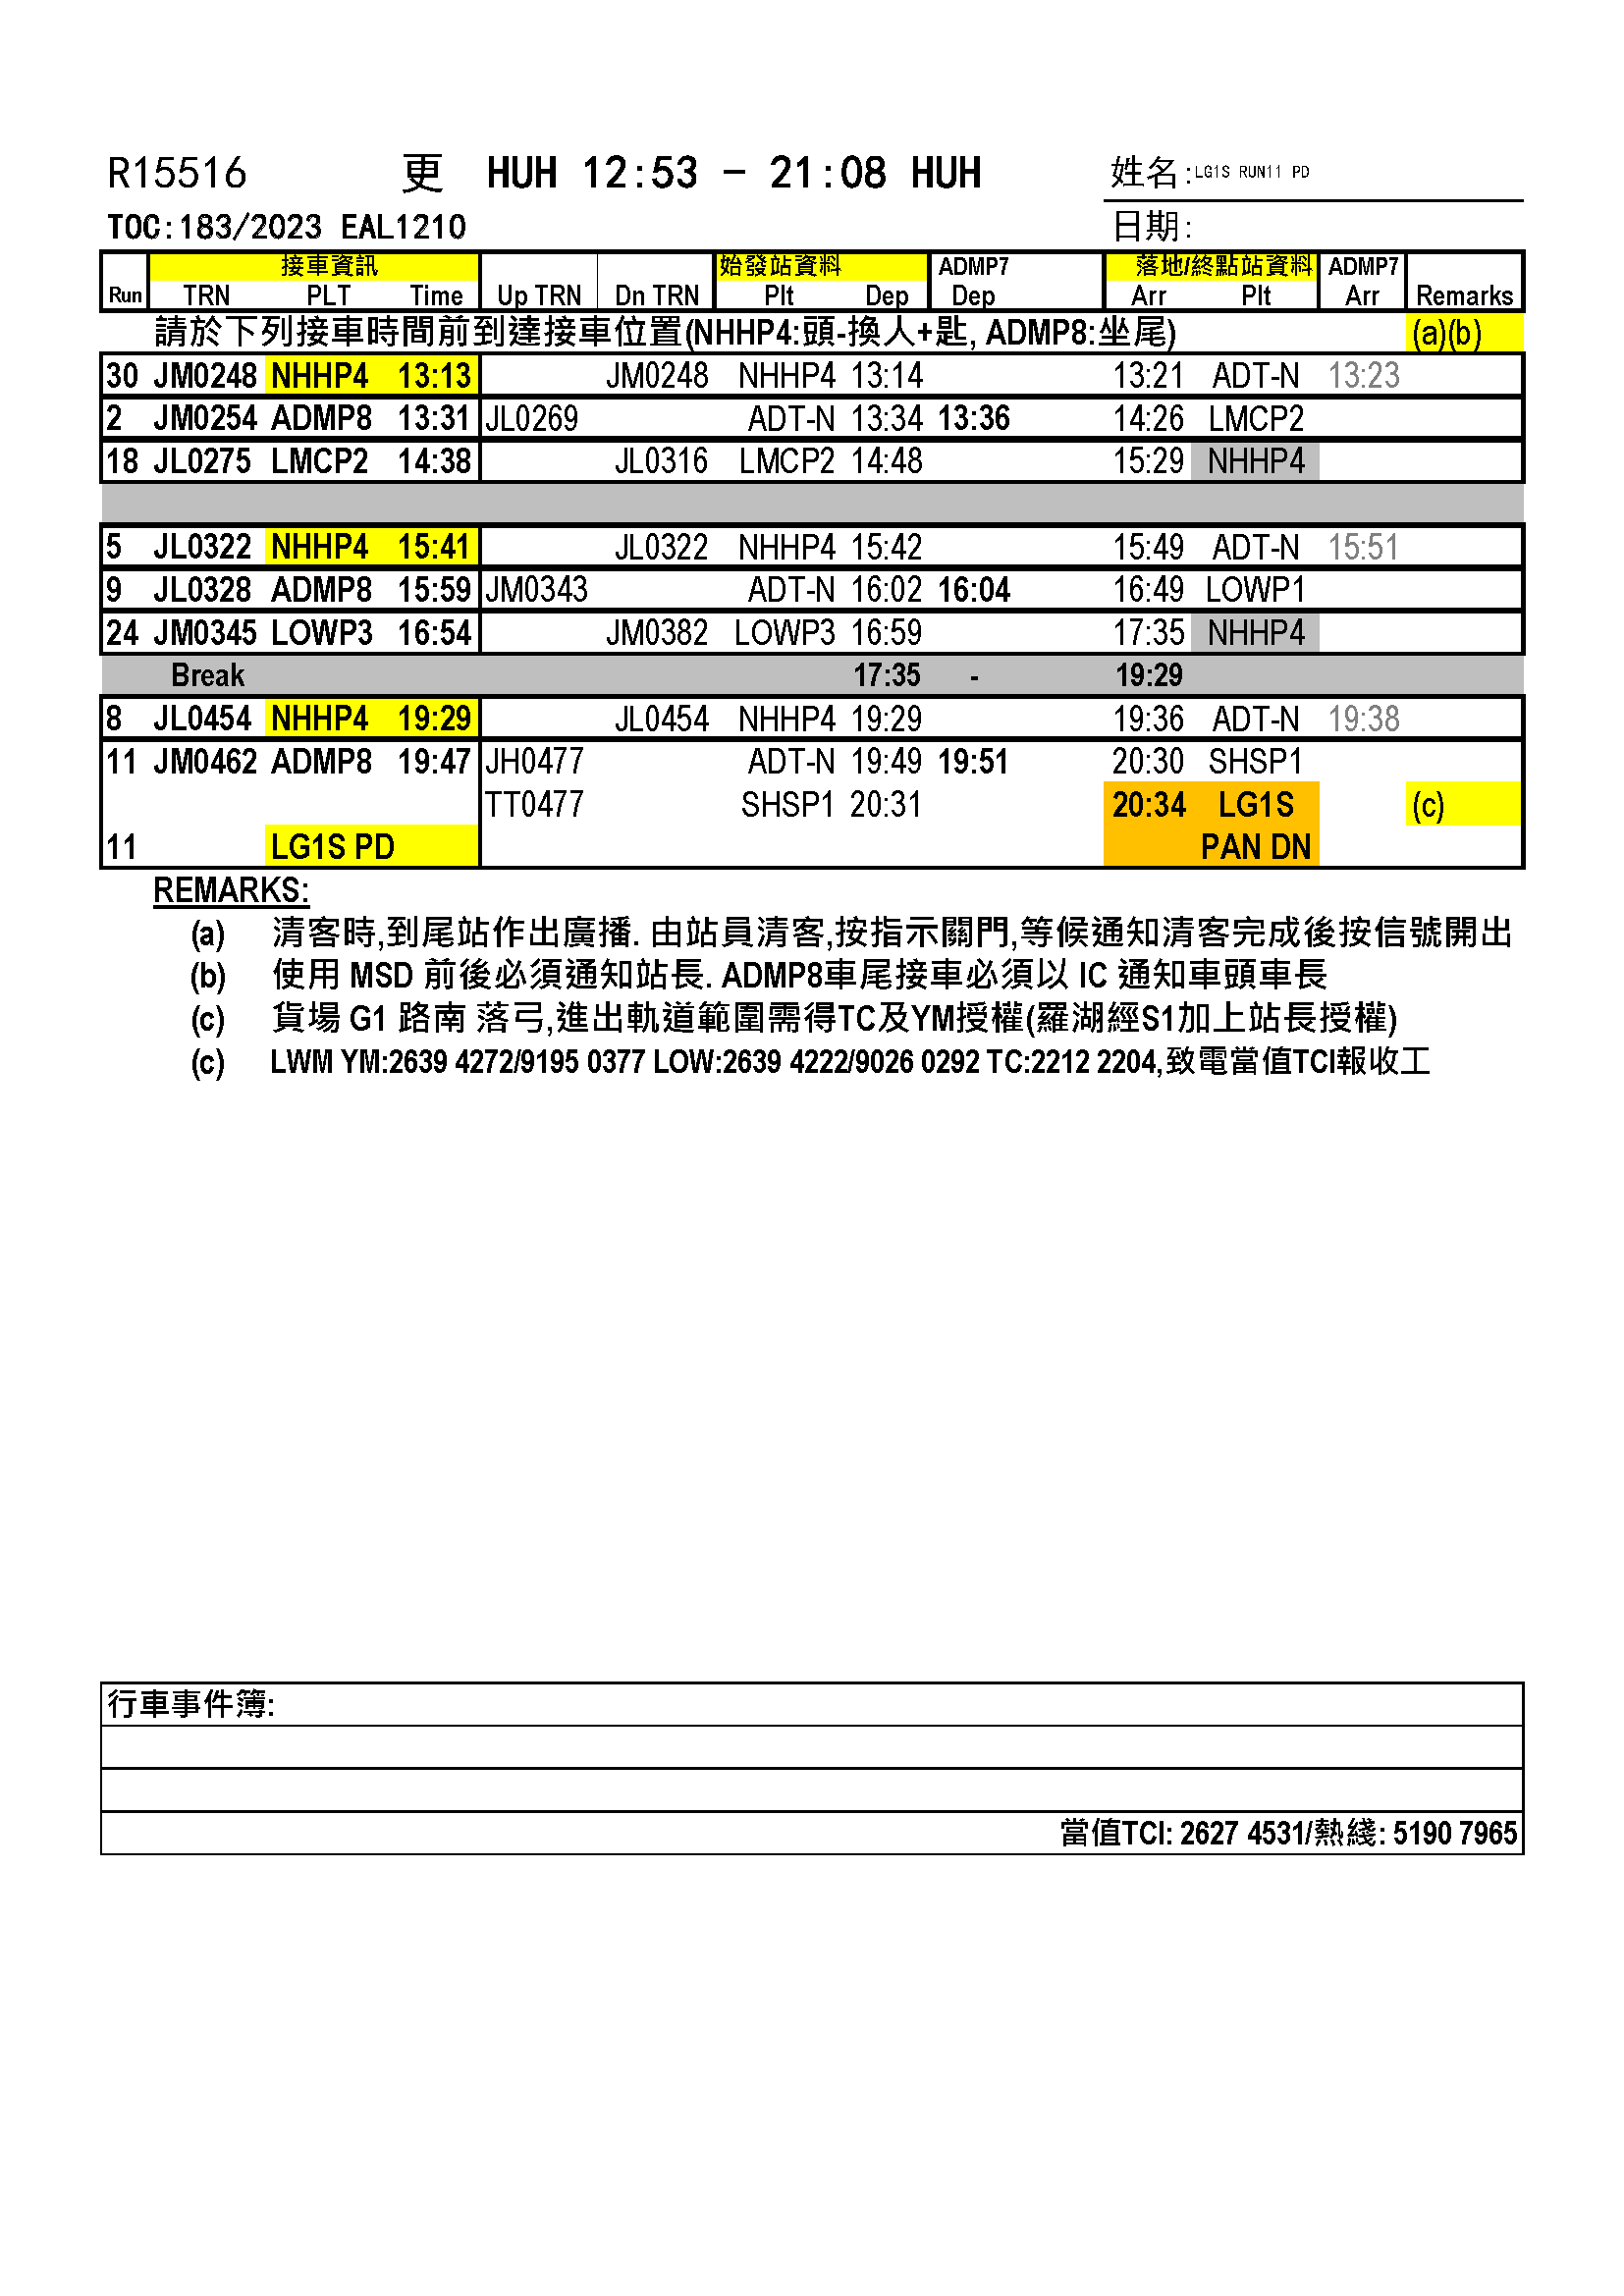 R15516 更 HUH 12:53 - 21:08 HUH 姓名:LG1S RUN11 PD
TOC:183/2023 EAL1210 日期:
接車資訊 始發站資料 ADMP7 落地/終點站資料 ADMP7
Run TRN PLT Time Up TRN Dn TRN Plt Dep Dep Arr Plt Arr Remarks
請於下列接車時間前到達接車位置(NHHP4:頭-換人+匙, ADMP8:坐尾) (a)(b)
30 JM0248 NHHP4 13:13 JM0248 NHHP4 13:14 13:21 ADT-N 13:23
2 JM0254 ADMP8 13:31 JL0269 ADT-N 13:34 13:36 14:26 LMCP2
18 JL0275 LMCP2 14:38 JL0316 LMCP2 14:48 15:29 NHHP4
5 JL0322 NHHP4 15:41 JL0322 NHHP4 15:42 15:49 ADT-N 15:51
9 JL0328 ADMP8 15:59 JM0343 ADT-N 16:02 16:04 16:49 LOWP1
24 JM0345 LOWP3 16:54 JM0382 LOWP3 16:59 17:35 NHHP4
Break 17:35 - 19:29
8 JL0454 NHHP4 19:29 JL0454 NHHP4 19:29 19:36 ADT-N 19:38
11 JM0462 ADMP8 19:47 JH0477 ADT-N 19:49 19:51 20:30 SHSP1
TT0477 SHSP1 20:31 20:34 LG1S (c)
11 LG1S PD PAN DN
REMARKS:
(a) 清客時,到尾站作出廣播. 由站員清客,按指示關門,等候通知清客完成後按信號開出
(b) 使用 MSD 前後必須通知站長. ADMP8車尾接車必須以 IC 通知車頭車長
(c) 貨場 G1 路南 落弓,進出軌道範圍需得TC及YM授權(羅湖經S1加上站長授權)
(c) LWM YM:2639 4272/9195 0377 LOW:2639 4222/9026 0292 TC:2212 2204,致電當值TCI報收工
行車事件簿:
當值TCI: 2627 4531/熱綫: 5190 7965